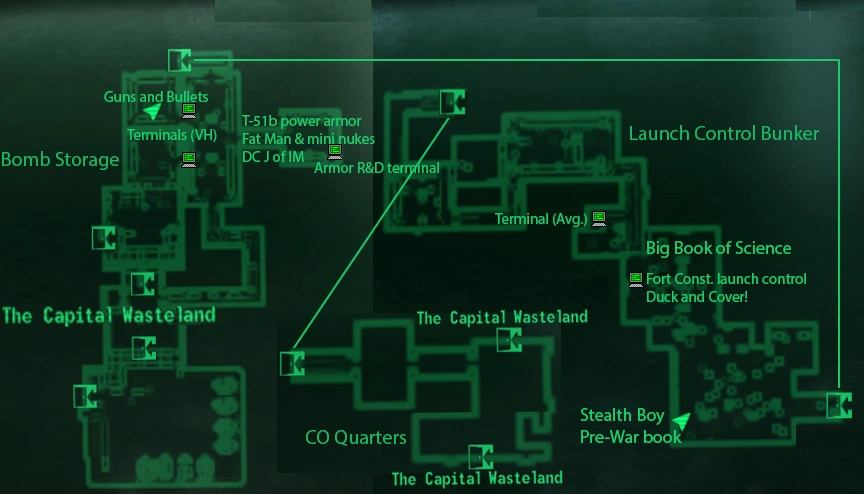 Guns and Bullets
Terminals (VH)
Bomb Storage
T-51b power armor
Fat Man & mini nukes
DC J of IM
Armor R&D terminal
Launch Control Bunker
Terminal (Avg.)
Big Book of Science
Fort Const. launch control
Duck and Cover!
The Capital Wasteland
The Capital Wasteland
CO Quarters
Stealth Boy
Pre-War book
The Capital Wasteland